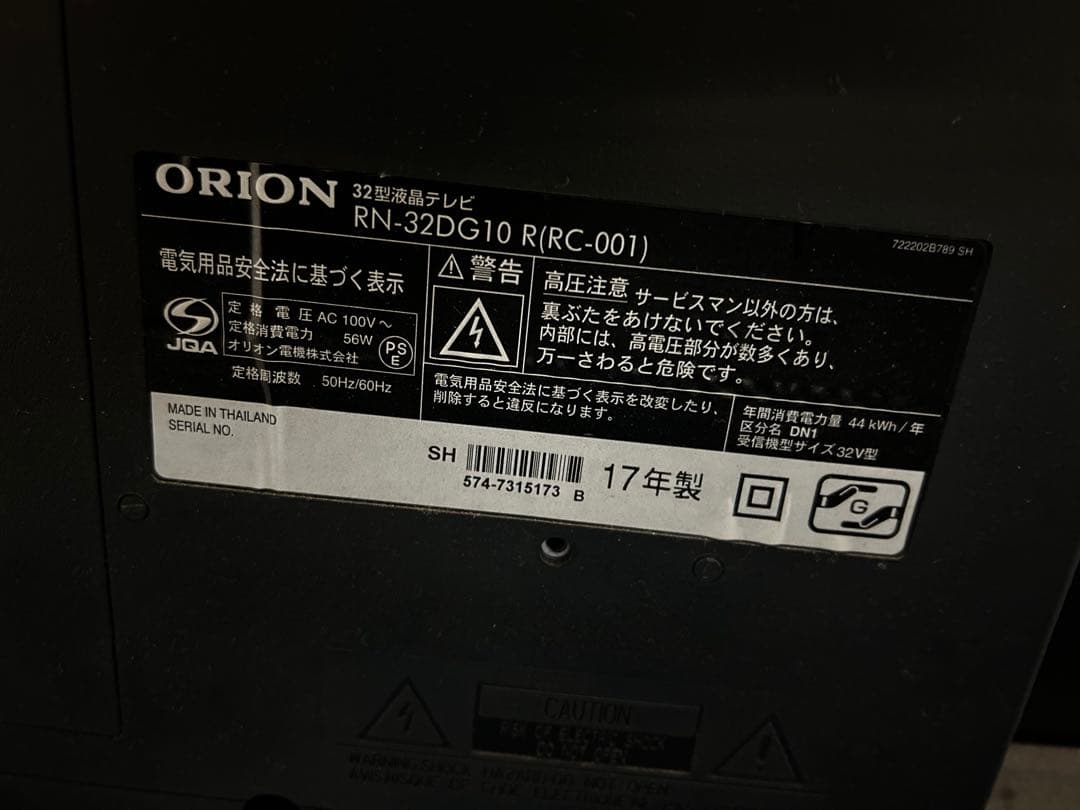 ORION 32型液晶テレビ
RN-32DG10 R(RC-001)
722202B789 SH
電気用品安全法に基づく表示
JQA
定格電圧 AC 100V～
定格消費電力 56W
オリオン電機株式会社
PS
E
定格周波数 50Hz/60Hz
警告
高圧注意 サービスマン以外の方は、
裏ぶたをあけないでください。
内部には、高電圧部分が数多くあり、
万一さわると危険です。
電気用品安全法に基づく表示を改変したり、
削除すると違反になります。
年間消費電力量 44 kWh/年
区分名 DN1
受信機型サイズ 32V型
MADE IN THAILAND
SERIAL NO.
SH
574-7315173 B
17年製
G
CAUTION
RISK OF ELECTRIC SHOCK
DO NOT OPEN